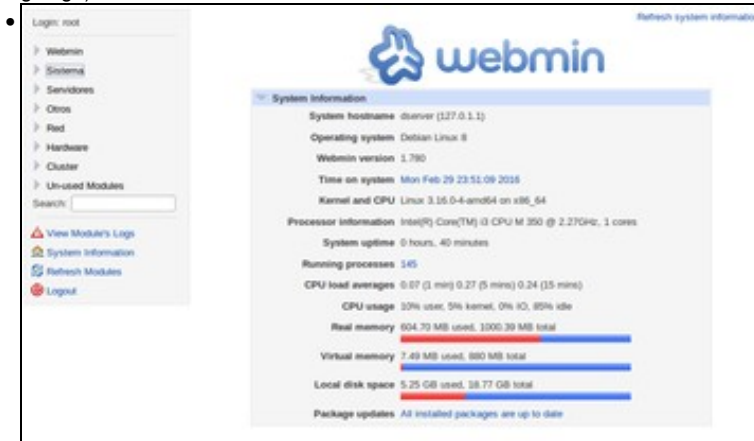 Login: root
Webmin
Sistema
Servidores
Otros
Red
Hardware
Cluster
Un-used Modules
Search:
View Module's Logs
System Information
Refresh Modules
Logout
Refresh system informatio
webmin
System Information
System hostname dserver (127.0.1.1)
Operating system Debian Linux 8
Webmin version 1.780
Time on system Mon Feb 29 23:51:09 2016
Kernel and CPU Linux 3.16.0-4-amd64 on x86_64
Processor information Intel(R) Core(TM) i3 CPU M 350 @ 2.27GHz, 1 cores
System uptime 0 hours, 40 minutes
Running processes 145
CPU load averages 0.07 (1 min) 0.27 (5 mins) 0.24 (15 mins)
CPU usage 10% user, 5% kernel, 0% IO, 85% idle
Real memory 604.70 MB used, 1000.39 MB total
Virtual memory 7.49 MB used, 880 MB total
Local disk space 5.25 GB used, 18.77 GB total
Package updates All installed packages are up to date